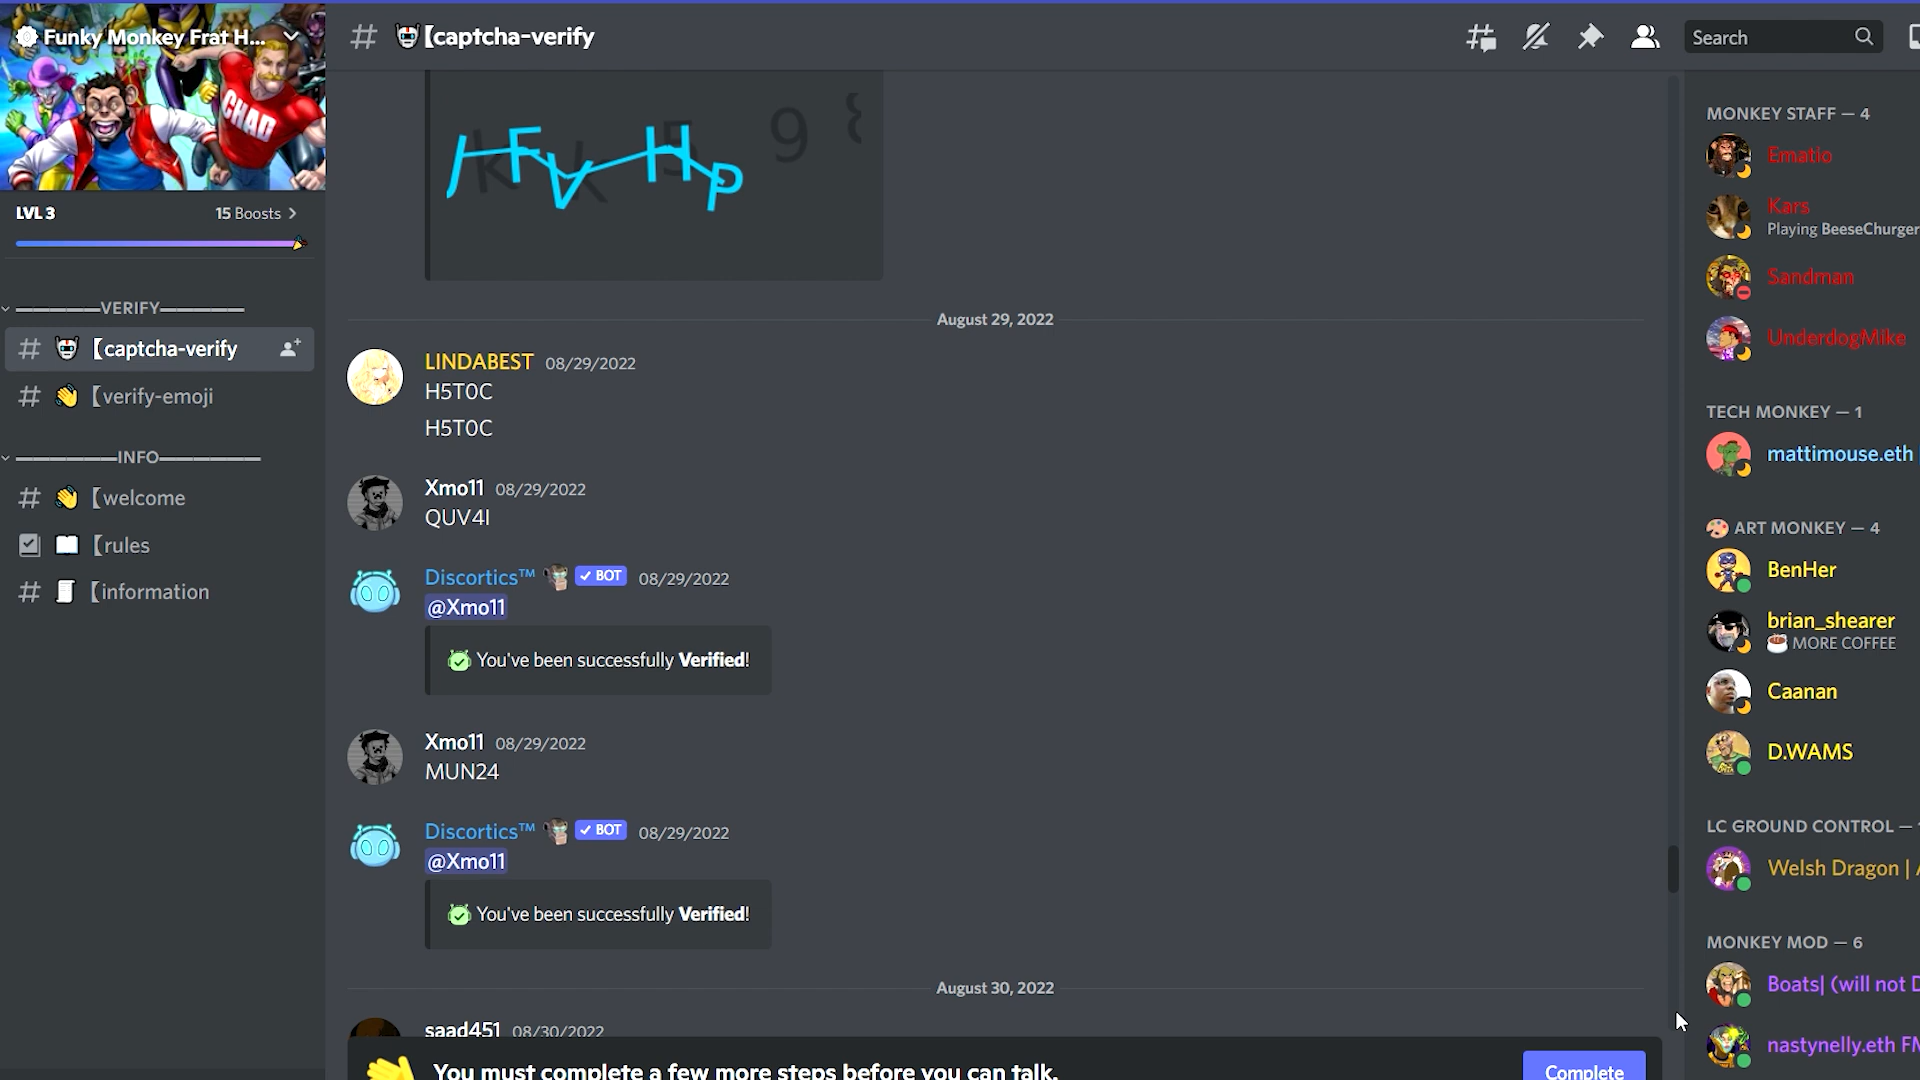 Funky Monkey Frat H...
CHAD
LVL 3
15 Boosts
VERIFY
【captcha-verify
【verify-emoji
INFO
【welcome
【rules
【information
【captcha-verify
Search
JFVHP
9
August 29, 2022
LINDABEST 08/29/2022
H5T0C
H5T0C
Xmo11 08/29/2022
QUV4I
Discortics™ BOT 08/29/2022
@Xmo11
You've been successfully Verified!
Xmo11 08/29/2022
MUN24
Discortics™ BOT 08/29/2022
@Xmo11
You've been successfully Verified!
August 30, 2022
saad451 08/30/2022
You must complete a few more steps before you can talk.
Complete
MONKEY STAFF — 4
Ematio
Kars
Playing BeeseChurger
Sandman
UnderdogMike
TECH MONKEY — 1
mattimouse.eth
ART MONKEY — 4
BenHer
brian_shearer
MORE COFFEE
Caanan
D.WAMS
LC GROUND CONTROL —
Welsh Dragon |
MONKEY MOD — 6
Boats| (will not D
nastynelly.eth FM